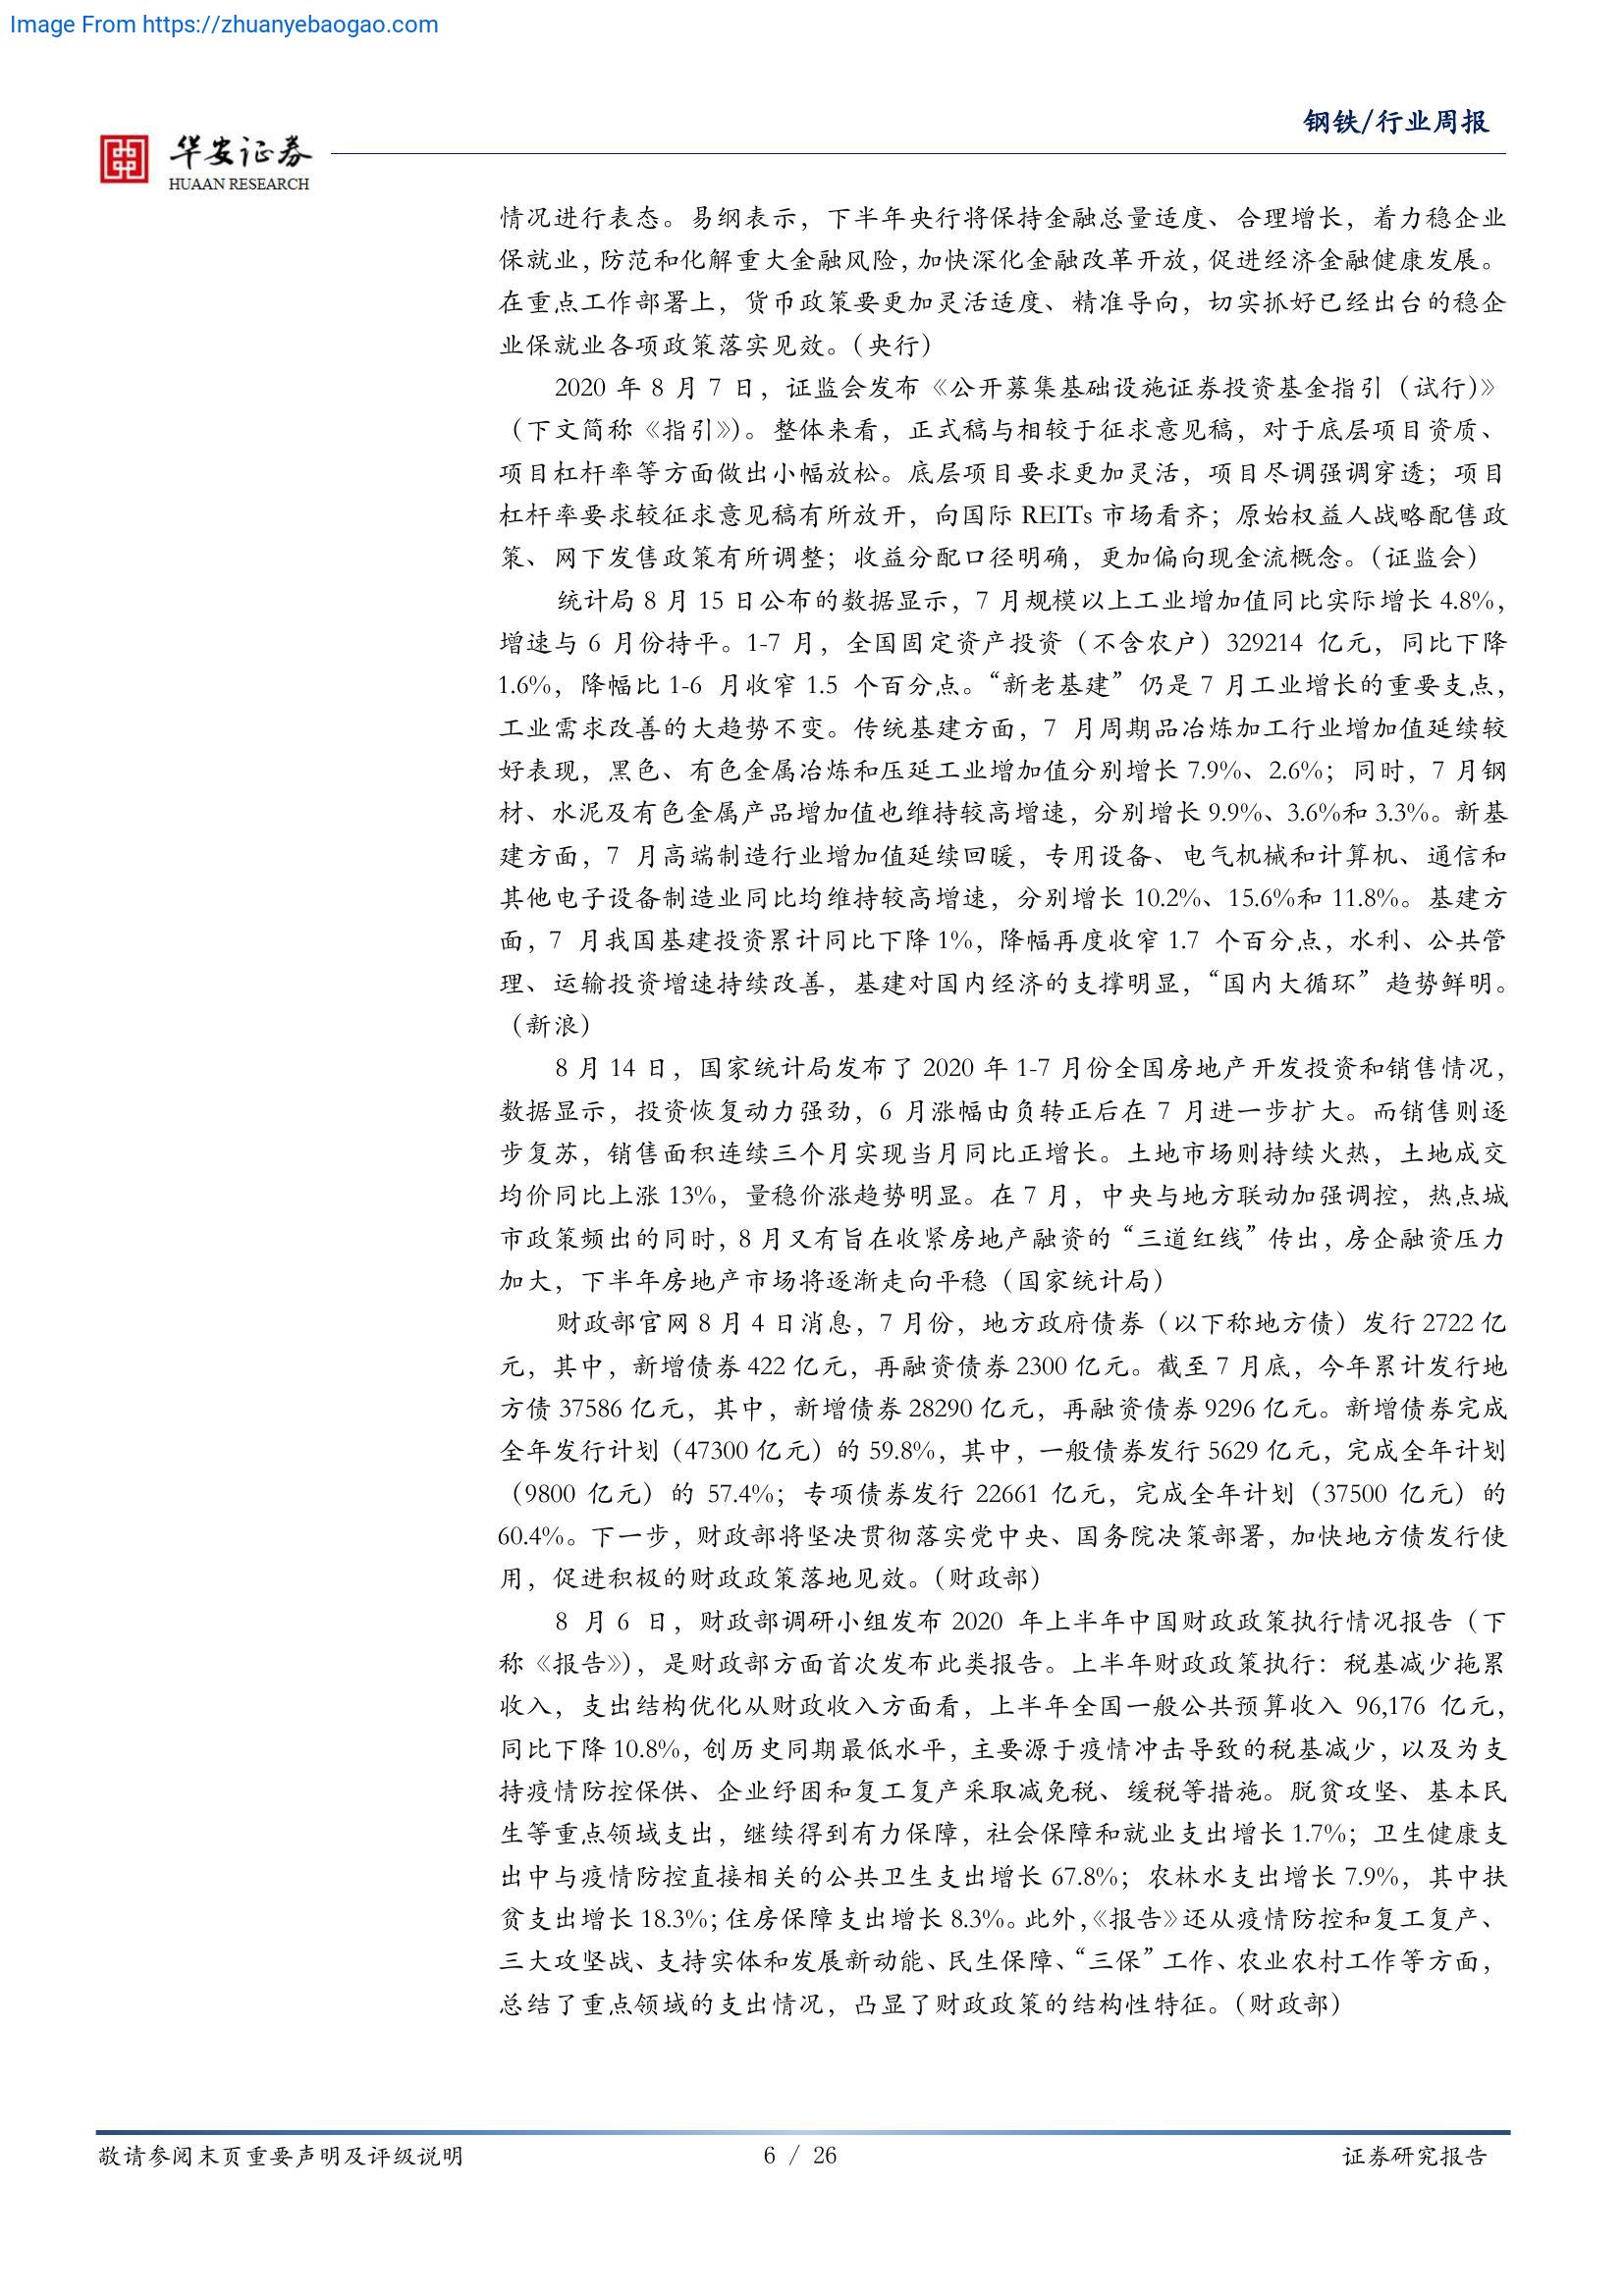 Image From https://zhuanyebaogao.com
钢铁/行业周报
华安证券
HUAAN RESEARCH
情况进行表态。易纲表示，下半年央行将保持金融总量适度、合理增长，着力稳企业
保就业，防范和化解重大金融风险，加快深化金融改革开放，促进经济金融健康发展。
在重点工作部署上，货币政策要更加灵活适度、精准导向，切实抓好已经出台的稳企
业保就业各项政策落实见效。（央行）
2020 年 8 月 7 日，证监会发布《公开募集基础设施证券投资基金指引（试行）》
（下文简称《指引》）。整体来看，正式稿与相较于征求意见稿，对于底层项目资质、
项目杠杆率等方面做出小幅放松。底层项目要求更加灵活，项目尽调强调穿透；项目
杠杆率要求较征求意见稿有所放开，向国际 REITs 市场看齐；原始权益人战略配售政
策、网下发售政策有所调整；收益分配口径明确，更加偏向现金流概念。（证监会）
统计局 8 月 15 日公布的数据显示，7 月规模以上工业增加值同比实际增长 4.8%，
增速与 6 月份持平。1-7 月，全国固定资产投资（不含农户）329214 亿元，同比下降
1.6%，降幅比 1-6 月收窄 1.5 个百分点。“新老基建”仍是 7 月工业增长的重要支点，
工业需求改善的大趋势不变。传统基建方面，7 月周期品冶炼加工行业增加值延续较
好表现，黑色、有色金属冶炼和压延工业增加值分别增长 7.9%、2.6%；同时，7 月钢
材、水泥及有色金属产品增加值也维持较高增速，分别增长 9.9%、3.6%和 3.3%。新基
建方面，7 月高端制造行业增加值延续回暖，专用设备、电气机械和计算机、通信和
其他电子设备制造业同比均维持较高增速，分别增长 10.2%、15.6%和 11.8%。基建方
面，7 月我国基建投资累计同比下降 1%，降幅再度收窄 1.7 个百分点，水利、公共管
理、运输投资增速持续改善，基建对国内经济的支撑明显，“国内大循环”趋势鲜明。
（新浪）
8 月 14 日，国家统计局发布了 2020 年 1-7 月份全国房地产开发投资和销售情况，
数据显示，投资恢复动力强劲，6 月涨幅由负转正后在 7 月进一步扩大。而销售则逐
步复苏，销售面积连续三个月实现当月同比正增长。土地市场则持续火热，土地成交
均价同比上涨 13%，量稳价涨趋势明显。在 7 月，中央与地方联动加强调控，热点城
市政策频出的同时，8 月又有旨在收紧房地产融资的“三道红线”传出，房企融资压力
加大，下半年房地产市场将逐渐走向平稳（国家统计局）
财政部官网 8 月 4 日消息，7 月份，地方政府债券（以下称地方债）发行 2722 亿
元，其中，新增债券 422 亿元，再融资债券 2300 亿元。截至 7 月底，今年累计发行地
方债 37586 亿元，其中，新增债券 28290 亿元，再融资债券 9296 亿元。新增债券完成
全年发行计划（47300 亿元）的 59.8%，其中，一般债券发行 5629 亿元，完成全年计划
（9800 亿元）的 57.4%；专项债券发行 22661 亿元，完成全年计划（37500 亿元）的
60.4%。下一步，财政部将坚决贯彻落实党中央、国务院决策部署，加快地方债发行使
用，促进积极的财政政策落地见效。（财政部）
8 月 6 日，财政部调研小组发布 2020 年上半年中国财政政策执行情况报告（下
称《报告》），是财政部方面首次发布此类报告。上半年财政政策执行：税基减少拖累
收入，支出结构优化从财政收入方面看，上半年全国一般公共预算收入 96,176 亿元，
同比下降 10.8%，创历史同期最低水平，主要源于疫情冲击导致的税基减少，以及为支
持疫情防控保供、企业纾困和复工复产采取减免税、缓税等措施。脱贫攻坚、基本民
生等重点领域支出，继续得到有力保障，社会保障和就业支出增长 1.7%；卫生健康支
出中与疫情防控直接相关的公共卫生支出增长 67.8%；农林水支出增长 7.9%，其中扶
贫支出增长 18.3%；住房保障支出增长 8.3%。此外，《报告》还从疫情防控和复工复产、
三大攻坚战、支持实体和发展新动能、民生保障、“三保”工作、农业农村工作等方面，
总结了重点领域的支出情况，凸显了财政政策的结构性特征。（财政部）
敬请参阅末页重要声明及评级说明
6 / 26
证券研究报告